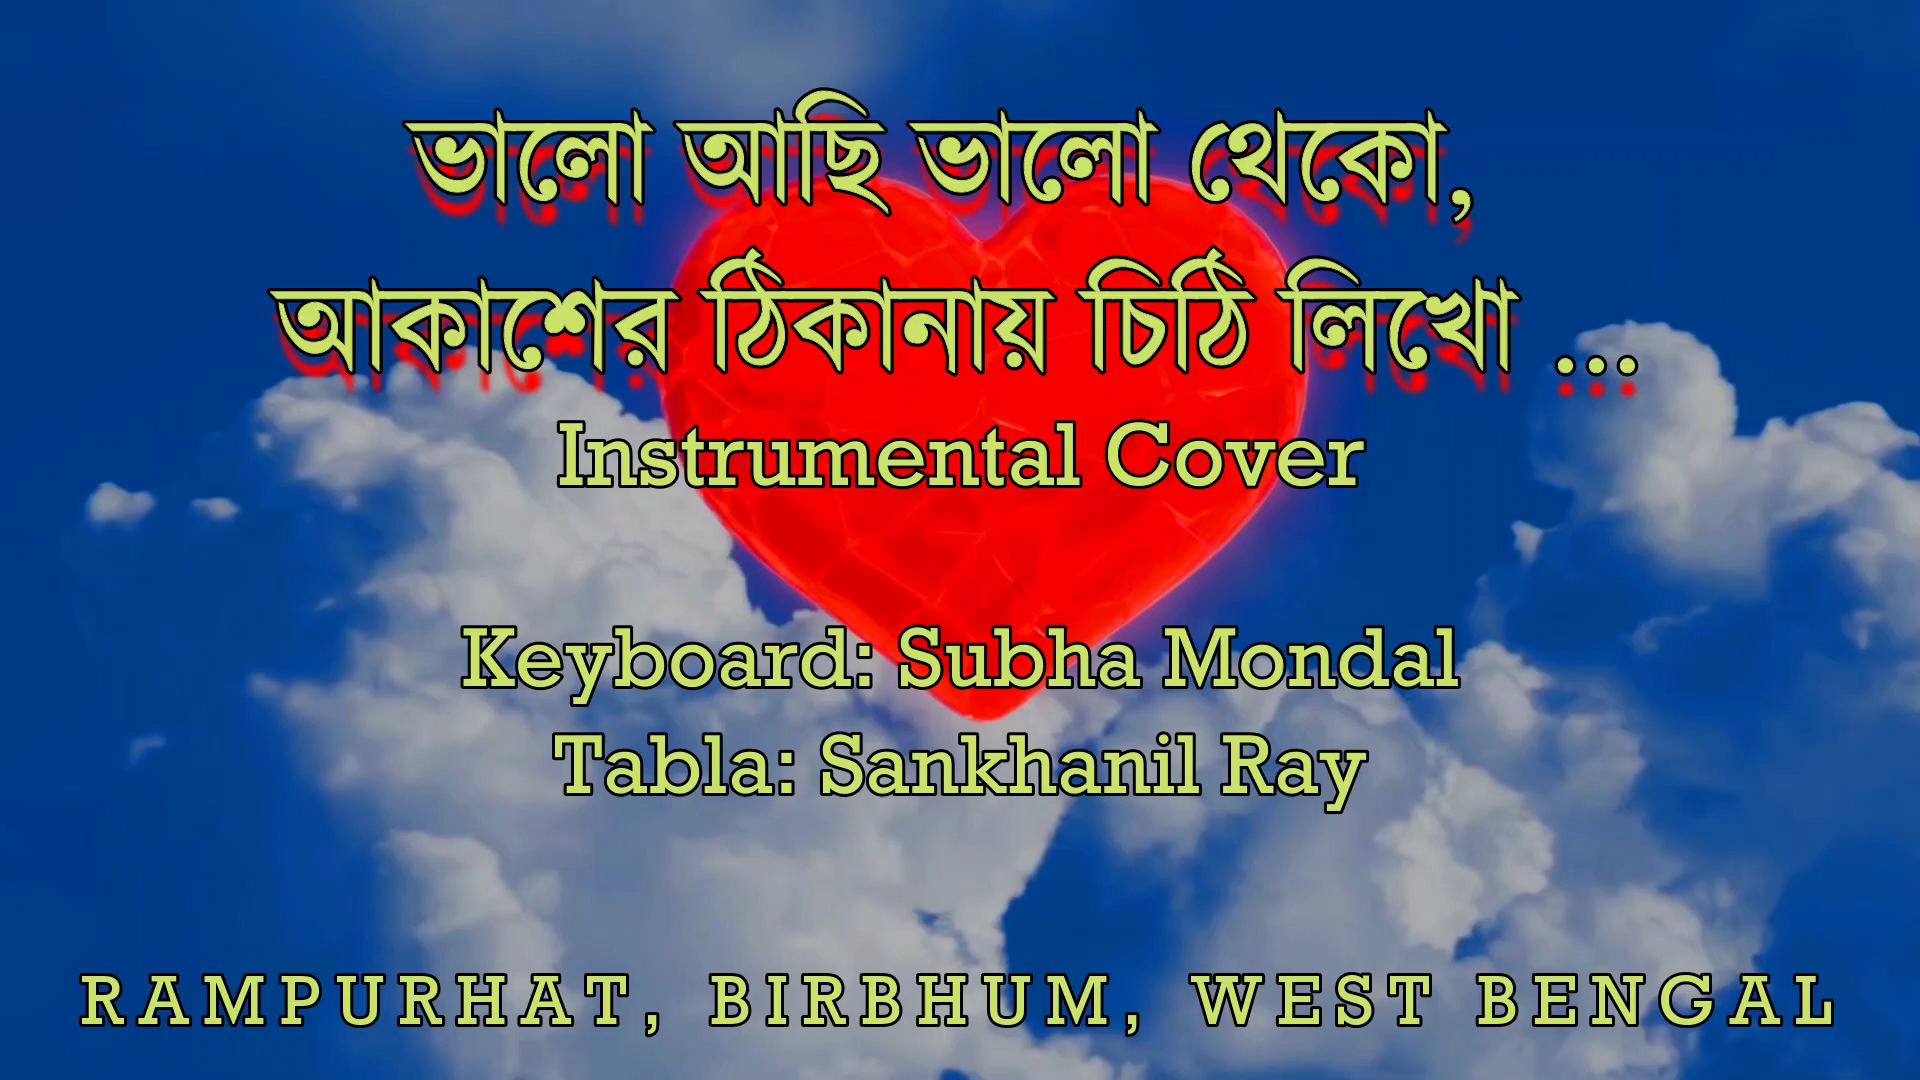 ভালো আছি ভালো থেকো,
আকাশের ঠিকানায় চিঠি লিখো ...
Instrumental Cover
Keyboard: Subha Mondal
Tabla: Sankhanil Ray
RAMPURHAT, BIRBHUM, WEST BENGAL